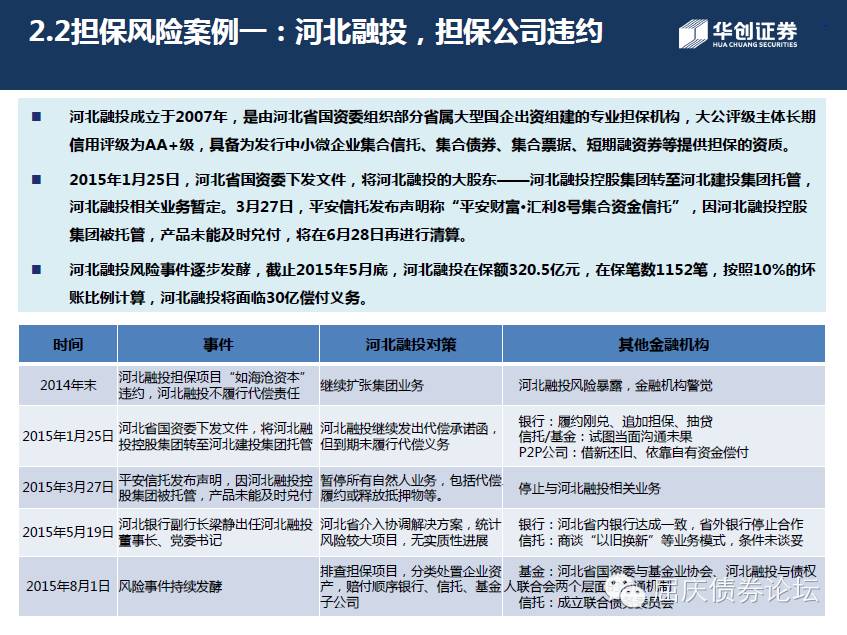 2.2担保风险案例一：河北融投，担保公司违约
华创证券
HUA CHUANG SECURITIES
河北融投成立于2007年，是由河北省国资委组织部分省属大型国企出资组建的专业担保机构，大公评级主体长期
信用评级为AA+级，具备为发行中小微企业集合信托、集合债券、集合票据、短期融资券等提供担保的资质。
2015年1月25日，河北省国资委下发文件，将河北融投的大股东——河北融投控股集团转至河北建投集团托管，
河北融投相关业务暂定。3月27日，平安信托发布声明称“平安财富•汇利8号集合资金信托”，因河北融投控股
集团被托管，产品未能及时兑付，将在6月28日再进行清算。
河北融投风险事件逐步发酵，截止2015年5月底，河北融投在保额320.5亿元，在保笔数1152笔，按照10%的坏
账比例计算，河北融投将面临30亿偿付义务。
时间 事件 河北融投对策 其他金融机构
2014年末
河北融投担保项目“如海沧资本”
违约，河北融投不履行代偿责任
继续扩张集团业务
河北融投风险暴露，金融机构警觉
2015年1月25日
河北省国资委下发文件，将河北融
投控股集团转至河北建投集团托管
河北融投继续发出代偿承诺函，
但到期未履行代偿义务
银行：履约刚兑、追加担保、抽贷
信托/基金：试图当面沟通未果
P2P公司：借新还旧、依靠自有资金偿付
2015年3月27日
平安信托发布声明，因河北融投控
股集团被托管，产品未能及时兑付
暂停所有自然人业务，包括代偿
履约或释放抵押物等。
停止与河北融投相关业务
2015年5月19日
河北银行副行长梁静出任河北融投
董事长、党委书记
河北省介入协调解决方案，统计
风险较大项目，无实质性进展
银行：河北省内银行达成一致，省外银行停止合作
信托：商谈“以旧换新”等业务模式，条件未谈妥
2015年8月1日
风险事件持续发酵
排查担保项目，分类处置企业资
产，赔付顺序银行、信托、基金
子公司
基金：河北省国资委与基金业协会、河北融投与债权
人联合会两个层面沟通机制
信托：成立联合债委员会
屈庆债券论坛